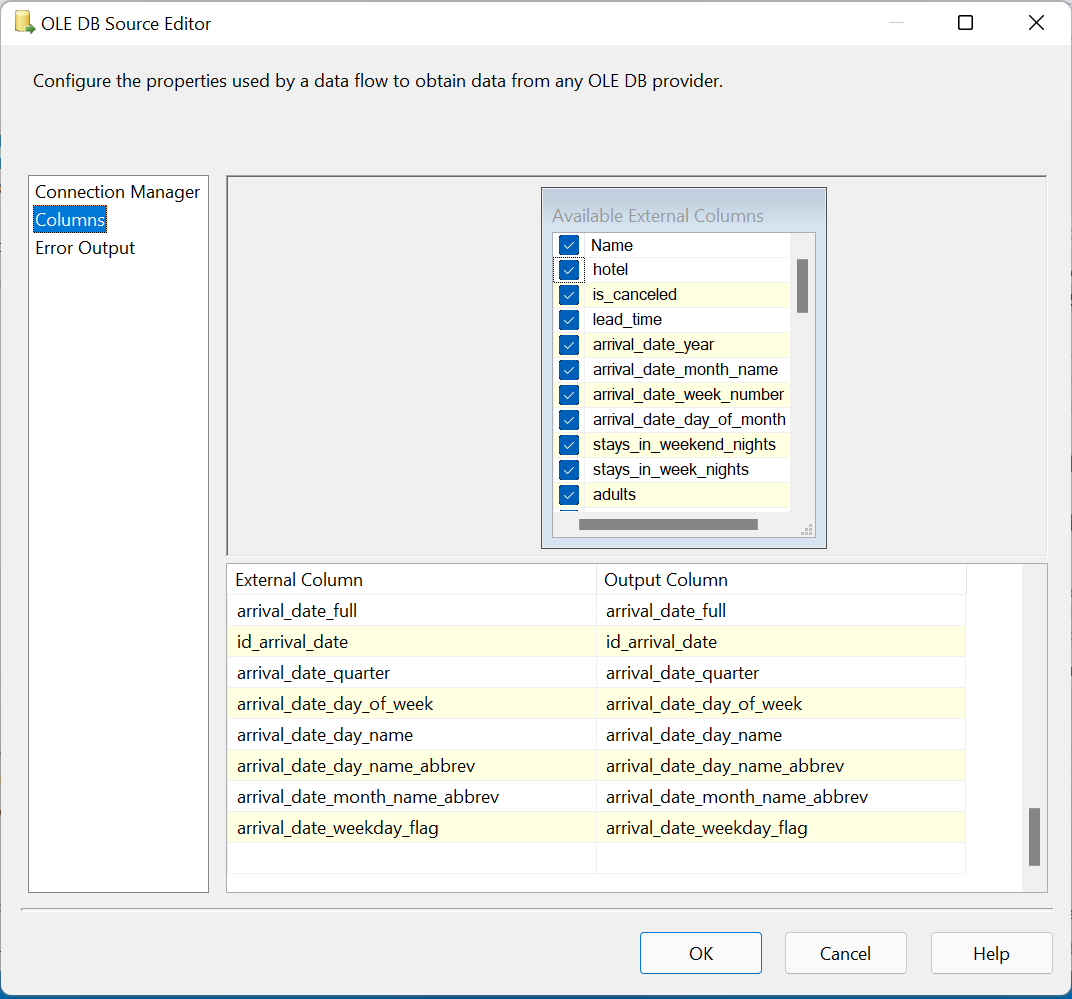 OLE DB Source Editor
Configure the properties used by a data flow to obtain data from any OLE DB provider.
Connection Manager
Columns
Error Output
Available External Columns
Name
hotel
is_canceled
lead_time
arrival_date_year
arrival_date_month_name
arrival_date_week_number
arrival_date_day_of_month
stays_in_weekend_nights
stays_in_week_nights
adults
External Column Output Column
arrival_date_full arrival_date_full
id_arrival_date id_arrival_date
arrival_date_quarter arrival_date_quarter
arrival_date_day_of_week arrival_date_day_of_week
arrival_date_day_name arrival_date_day_name
arrival_date_day_name_abbrev arrival_date_day_name_abbrev
arrival_date_month_name_abbrev arrival_date_month_name_abbrev
arrival_date_weekday_flag arrival_date_weekday_flag
OK Cancel Help